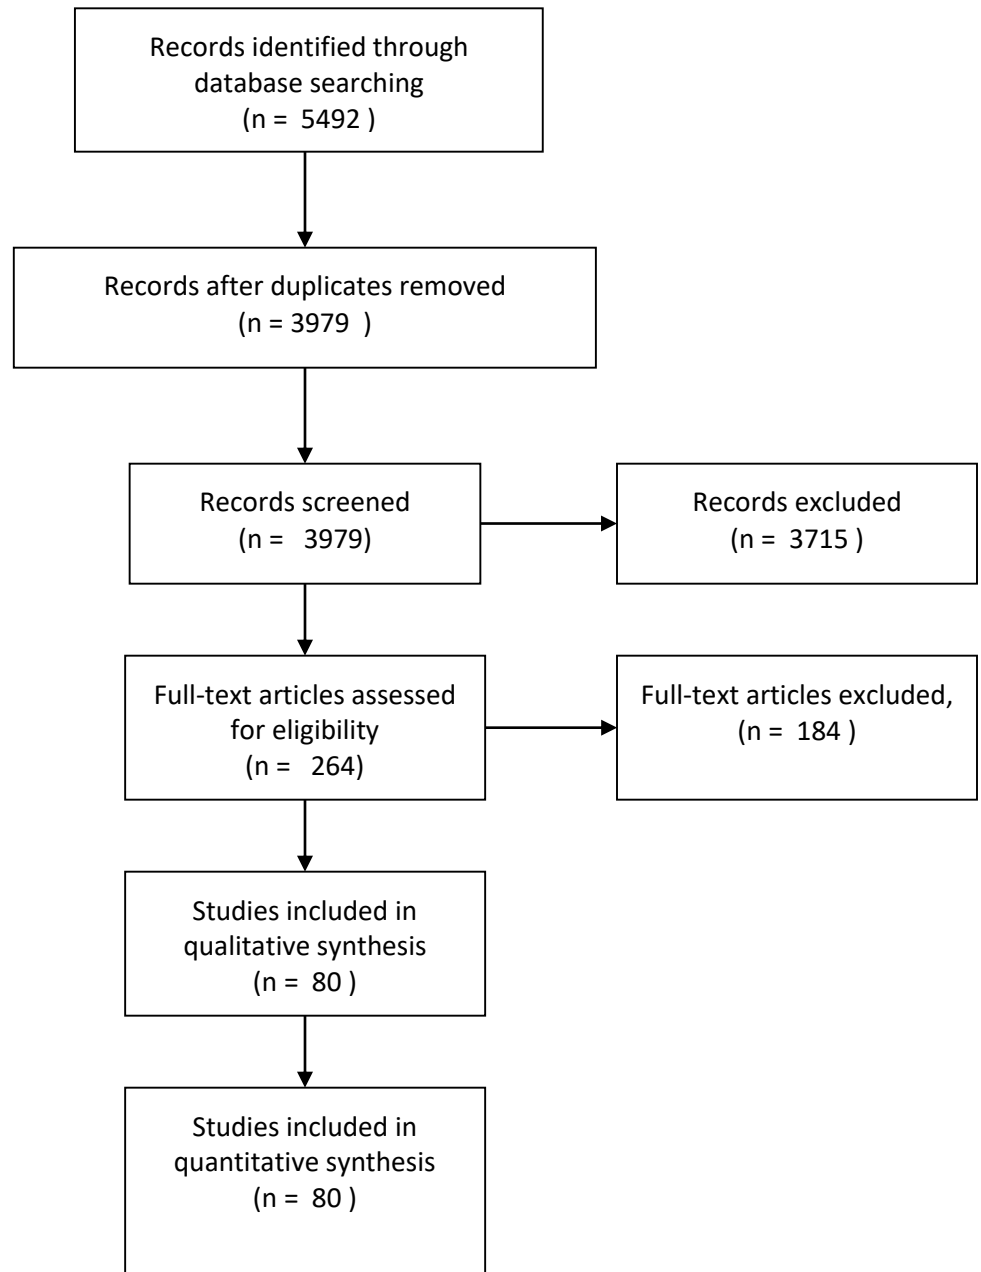 Records identified through
database searching
(n =  5492 )
Records after duplicates removed
(n = 3979  )
Records screened
(n =   3979)
Records excluded
(n =  3715 )
Full-text articles assessed
for eligibility
(n =   264)
Full-text articles excluded,
(n =  184 )
Studies included in
qualitative synthesis
(n =  80 )
Studies included in
quantitative synthesis
(n =  80 )